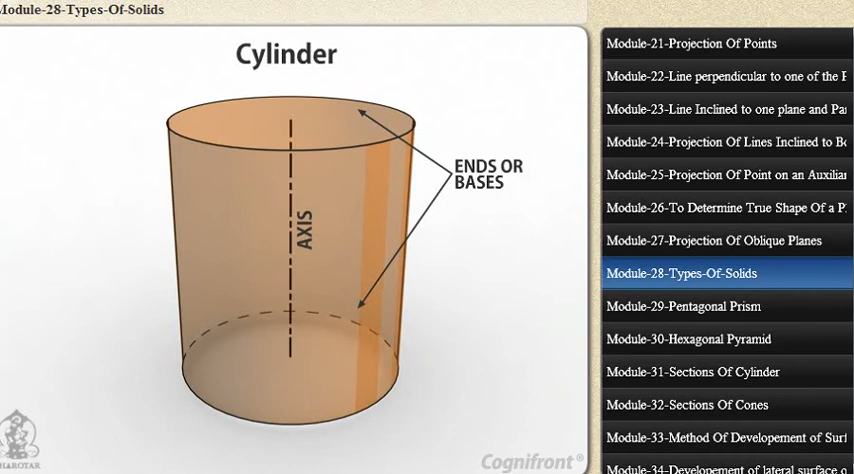 Module-28-Types-Of-Solids
Cylinder
ENDS OR
BASES
AXIS
Cognifront®
Module-21-Projection Of Points
Module-22-Line perpendicular to one of the
Module-23-Line Inclined to one plane and
Module-24-Projection Of Lines Inclined to
Module-25-Projection Of Point on an
Module-26-To Determine True Shape Of a
Module-27-Projection Of Oblique Planes
Module-28-Types-Of-Solids
Module-29-Pentagonal Prism
Module-30-Hexagonal Pyramid
Module-31-Sections Of Cylinder
Module-32-Sections Of Cones
Module-33-Method Of Developement of
Module-34-Developement of lateral surface